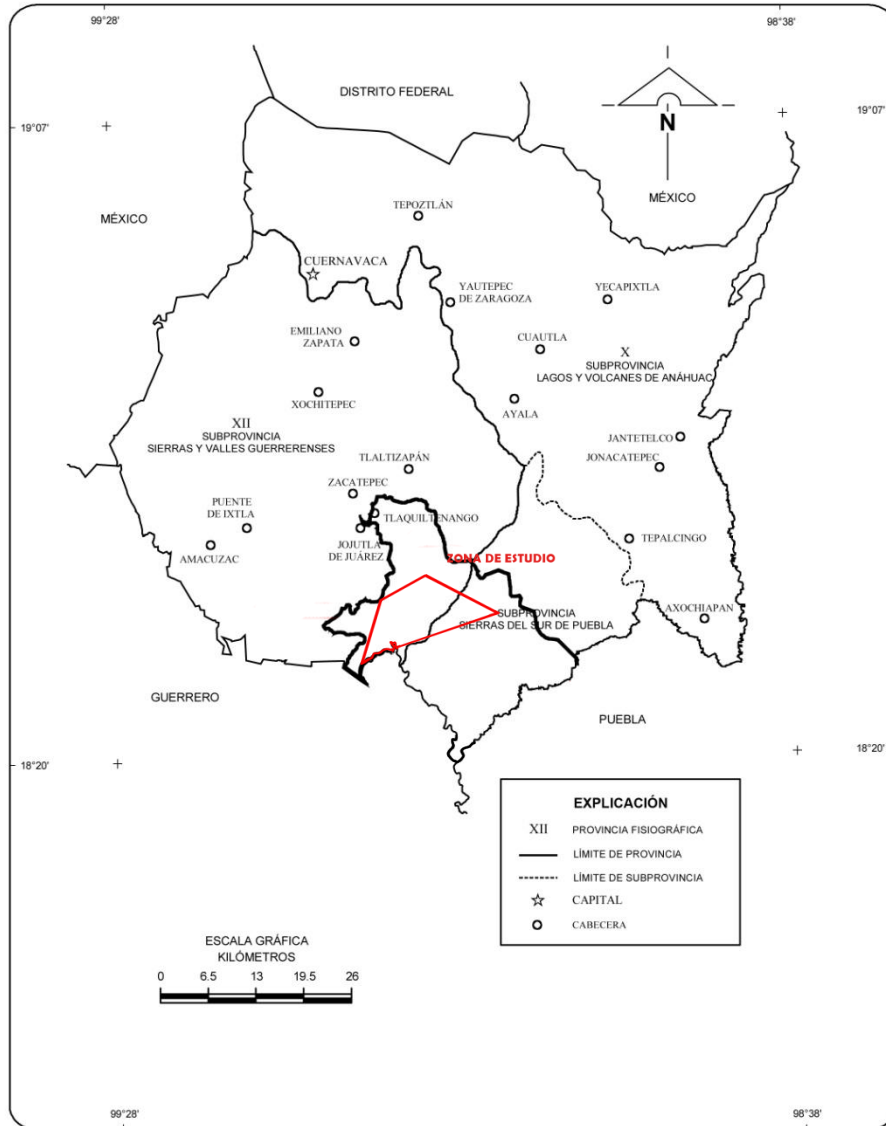 99°28'
98°38'
DISTRITO FEDERAL
19°07'
19°07'
N
MÉXICO
MÉXICO
TEPOZTLÁN
CUERNAVACA
YAUTEPEC
DE ZARAGOZA
YECAPIXTLA
EMILIANO
ZAPATA
CUAUTLA
X
SUBPROVINCIA
LAGOS Y VOLCANES DE ANÁHUAC
XOCHITEPEC
AYALA
XII
SUBPROVINCIA
SIERRAS Y VALLES GUERRERENSES
JANTETELCO
JONACATEPEC
TLALTIZAPÁN
ZACATEPEC
PUENTE
DE IXTLA
TLAQUILTENANGO
JOJUTLA
DE JUÁREZ
AMACUZAC
TEPALCINGO
ZONA DE ESTUDIO
AXOCHIAPAN
SUBPROVINCIA
SIERRAS DEL SUR DE PUEBLA
GUERRERO
PUEBLA
18°20'
18°20'
EXPLICACIÓN
XII PROVINCIA FISIOGRÁFICA
LÍMITE DE PROVINCIA
LÍMITE DE SUBPROVINCIA
CAPITAL
CABECERA
ESCALA GRÁFICA
KILÓMETROS
0 6.5 13 19.5 26
99°28'
98°38'